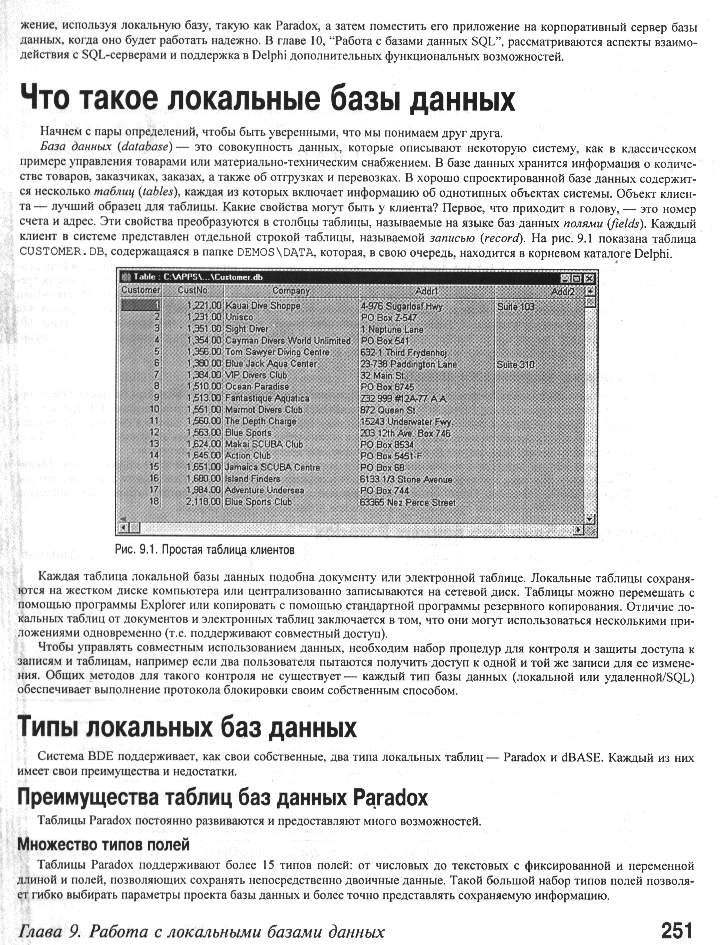 жение, используя локальную базу, такую как Paradox, а затем поместить его приложение на корпоративный сервер базы
данных, когда оно будет работать надежно. В главе 10, “Работа с базами данных SQL”, рассматриваются аспекты взаимо-
действия с SQL-серверами и поддержка в Delphi дополнительных функциональных возможностей.
Что такое локальные базы данных
Начнем с пары определений, чтобы быть уверенными, что мы понимаем друг друга.
База данных (database) — это совокупность данных, которые описывают некоторую систему, как в классическом
примере управления товарами или материально-техническим снабжением. В базе данных хранится информация о количе-
стве товаров, заказчиках, заказах, а также об отгрузках и перевозках. В хорошо спроектированной базе данных содержит-
ся несколько таблиц (tables), каждая из которых включает информацию об однотипных объектах системы. Объект клиен-
та — лучший образец для таблицы. Какие свойства могут быть у клиента? Первое, что приходит в голову, — это номер
счета и адрес. Эти свойства преобразуются в столбцы таблицы, называемые на языке баз данных полями (fields). Каждый
клиент в системе представлен отдельной строкой таблицы, называемой записью (record). На рис. 9.1 показана таблица
CUSTOMER.DB, содержащаяся в папке DEMOS\DATA, которая, в свою очередь, находится в корневом каталоге Delphi.
Table : C:\APPS\...\Customer.db
Customer CustNo Company Addr1 Addr2
1 1,221.00 Kauai Dive Shoppe 4-976 Sugarloaf Hwy Suite 103
2 1,231.00 Unisco PO Box Z-547
3 1,351.00 Sight Diver 1 Neptune Lane
4 1,354.00 Cayman Divers World Unlimited PO Box 541
5 1,356.00 Tom Sawyer Diving Centre 632-1 Third Frydenhoj
6 1,380.00 Blue Jack Aqua Center 23-738 Paddington Lane Suite 310
7 1,384.00 VIP Divers Club 32 Main St.
8 1,510.00 Ocean Paradise PO Box 8745
9 1,513.00 Fantastique Aquatica Z32 999 #12A-77 A.A.
10 1,551.00 Marmot Divers Club 872 Queen St.
11 1,560.00 The Depth Charge 15243 Underwater Fwy.
12 1,563.00 Blue Sports 203 12th Ave. Box 746
13 1,624.00 Makai SCUBA Club PO Box 8534
14 1,645.00 Action Club PO Box 5451-F
15 1,651.00 Jamaica SCUBA Centre PO Box 68
16 1,680.00 Island Finders 6133 1/3 Stone Avenue
17 1,984.00 Adventure Undersea PO Box 744
18 2,118.00 Blue Sports Club 63365 Nez Perce Street
Рис. 9.1. Простая таблица клиентов
Каждая таблица локальной базы данных подобна документу или электронной таблице. Локальные таблицы сохраня-
ются на жестком диске компьютера или централизованно записываются на сетевой диск. Таблицы можно перемещать с
помощью программы Explorer или копировать с помощью стандартной программы резервного копирования. Отличие ло-
кальных таблиц от документов и электронных таблиц заключается в том, что они могут использоваться несколькими при-
ложениями одновременно (т.е. поддерживают совместный доступ).
Чтобы управлять совместным использованием данных, необходим набор процедур для контроля и защиты доступа к
записям и таблицам, например если два пользователя пытаются получить доступ к одной и той же записи для ее измене-
ния. Общих методов для такого контроля не существует — каждый тип базы данных (локальной или удаленной/SQL)
обеспечивает выполнение протокола блокировки своим собственным способом.
Типы локальных баз данных
Система BDE поддерживает, как свои собственные, два типа локальных таблиц — Paradox и dBASE. Каждый из них
имеет свои преимущества и недостатки.
Преимущества таблиц баз данных Paradox
Таблицы Paradox постоянно развиваются и предоставляют много возможностей.
Множество типов полей
Таблицы Paradox поддерживают более 15 типов полей: от числовых до текстовых с фиксированной и переменной
длиной и полей, позволяющих сохранять непосредственно двоичные данные. Такой большой набор типов полей позволя-
ет гибко выбирать параметры проекта базы данных и более точно представлять сохраняемую информацию.
Глава 9. Работа с локальными базами данных 251